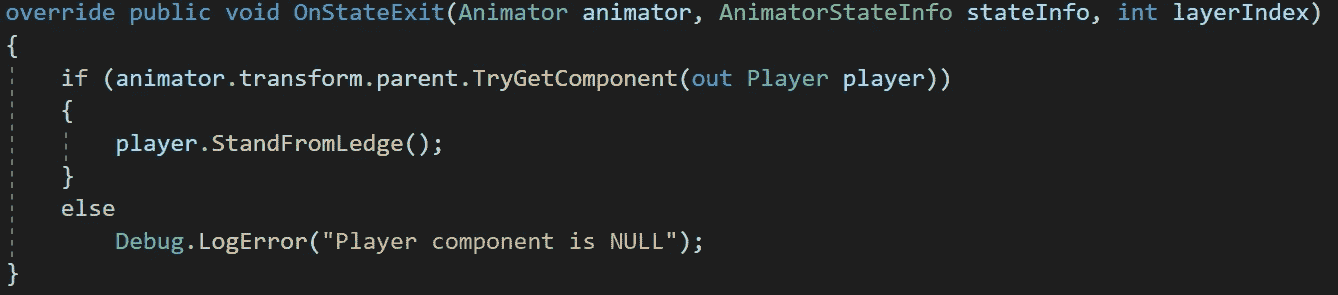 override public void OnStateExit(Animator animator, AnimatorStateInfo stateInfo, int layerIndex)
{
    if (animator.transform.parent.TryGetComponent(out Player player))
    {
        player.StandFromLedge();
    }
    else
        Debug.LogError("Player component is NULL");
}